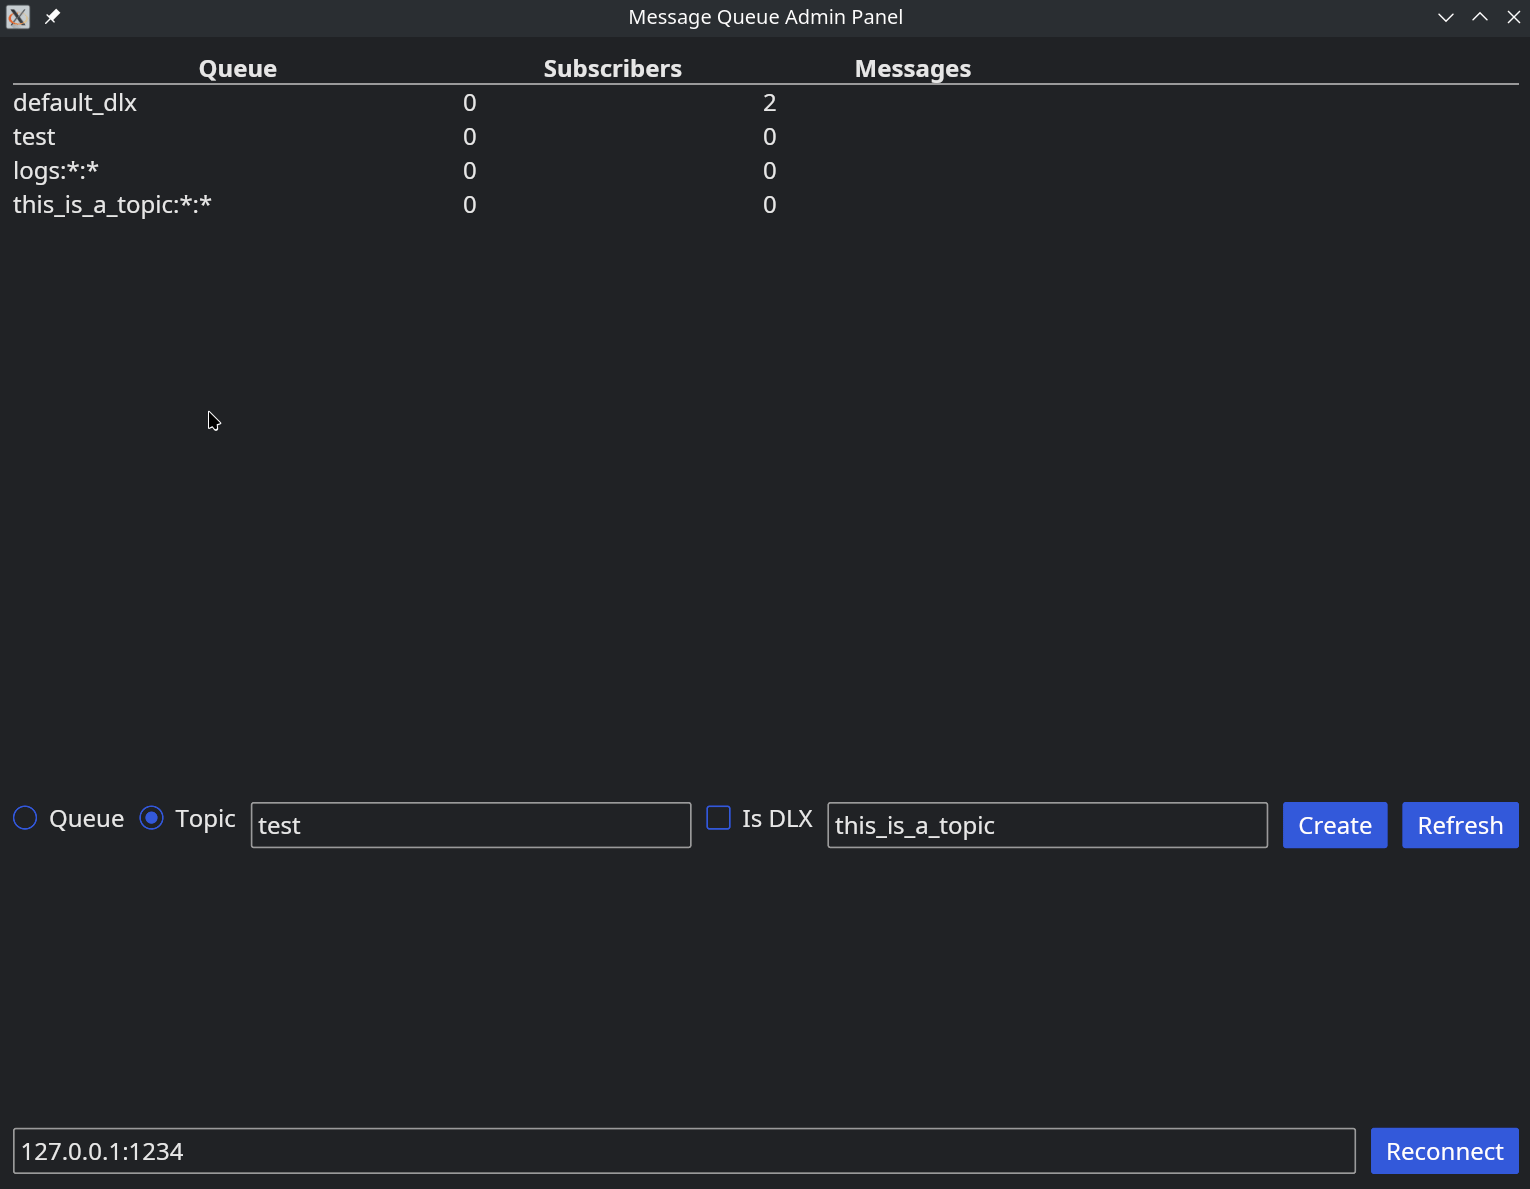 Message Queue Admin Panel
Queue Subscribers Messages
default_dlx 0 2
test 0 0
logs:*:* 0 0
this_is_a_topic:*:* 0 0
Queue Topic test Is DLX this_is_a_topic Create Refresh
127.0.0.1:1234 Reconnect